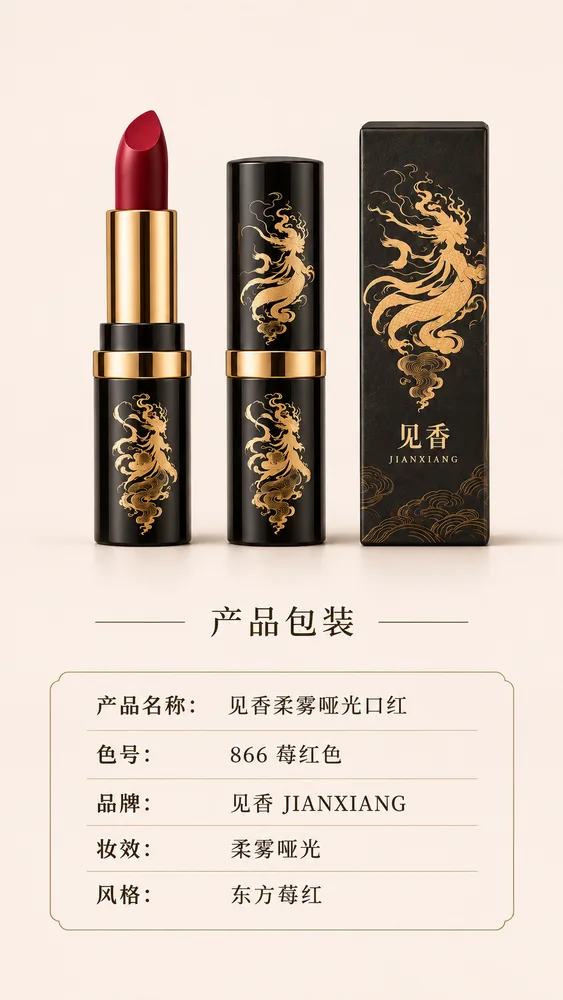 见香
JIANXIANG
产品包装
产品名称： 见香柔雾哑光口红
色号： 866 莓红色
品牌： 见香 JIANXIANG
妆效： 柔雾哑光
风格： 东方莓红